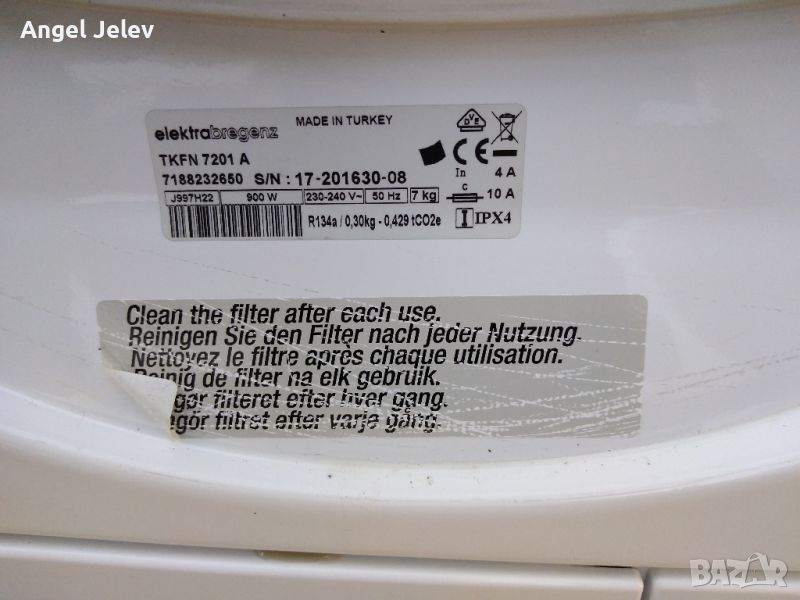 Angel Jelev
elektrabregenz MADE IN TURKEY
TKFN 7201 A
7188232650 S/N : 17-201630-08
In 4 A
J997H22 900 W 230-240 V~ 50 Hz 7 kg
c 10 A
R134a / 0,30kg - 0,429 tCO2e
IPX4
Clean the filter after each use.
Reinigen Sie den Filter nach jeder Nutzung.
Nettoyez le filtre après chaque utilisation.
de filter na elk gebruik.
filteret efter hver gang.
filtret efter varje gång.
BAZAR